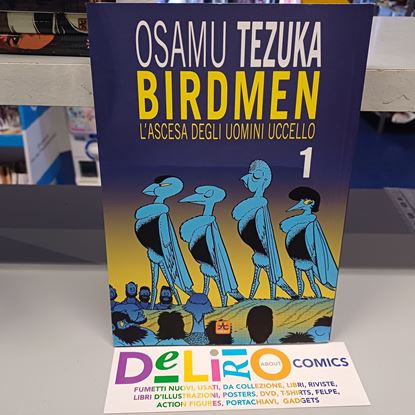 OSAMU TEZUKA
BIRDMEN
L'ASCESA DEGLI UOMINI UCCELLO
1
DELIRIO ABOUT COMICS
FUMETTI NUOVI, USATI, DA COLLEZIONE, LIBRI, RIVISTE,
LIBRI D'ILLUSTRAZIONI, POSTERS, DVD, T-SHIRTS, FELPE,
ACTION FIGURES, PORTACHIAVI, GADGETS